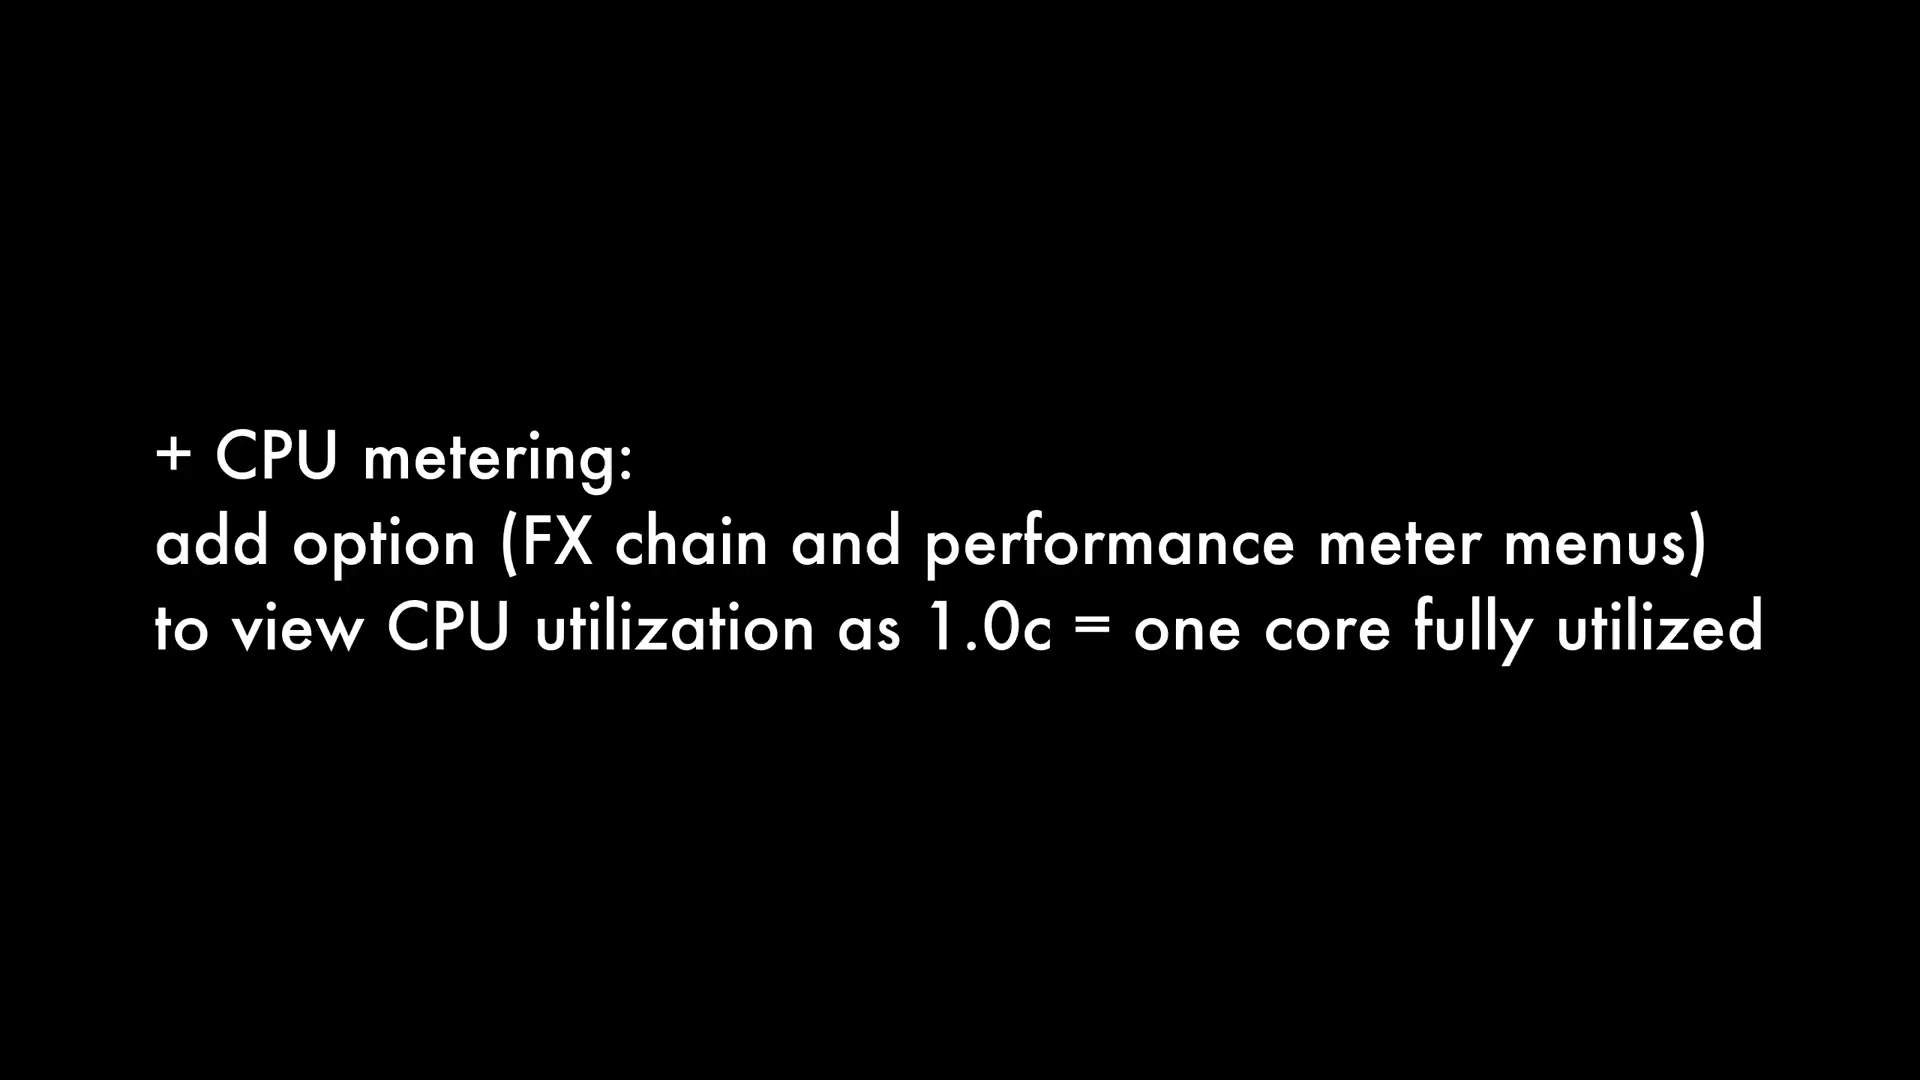 + CPU metering:
add option (FX chain and performance meter menus)
to view CPU utilization as 1.0c = one core fully utilized